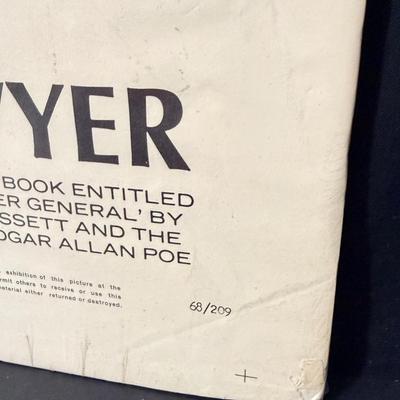 WYER
BOOK ENTITLED
ER GENERAL' BY
SSETT AND THE
DGAR ALLAN POE
exhibition of this picture at the
rmit others to receive or use this
aterial either returned or destroyed.
68/209